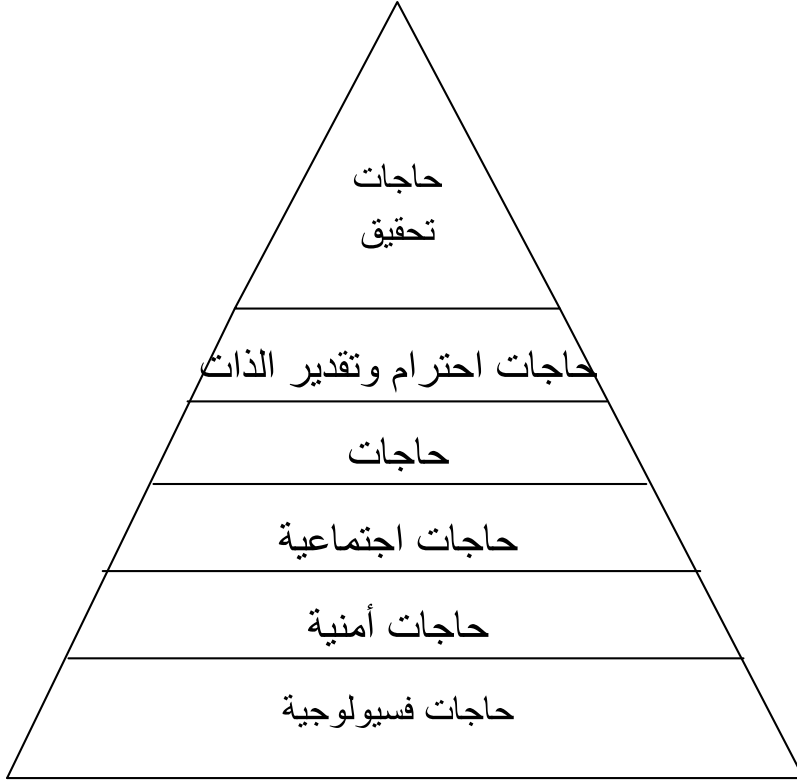 حاجات
تحقيق
حاجات احترام وتقدير الذات
حاجات
حاجات اجتماعية
حاجات أمنية
حاجات فسيولوجية